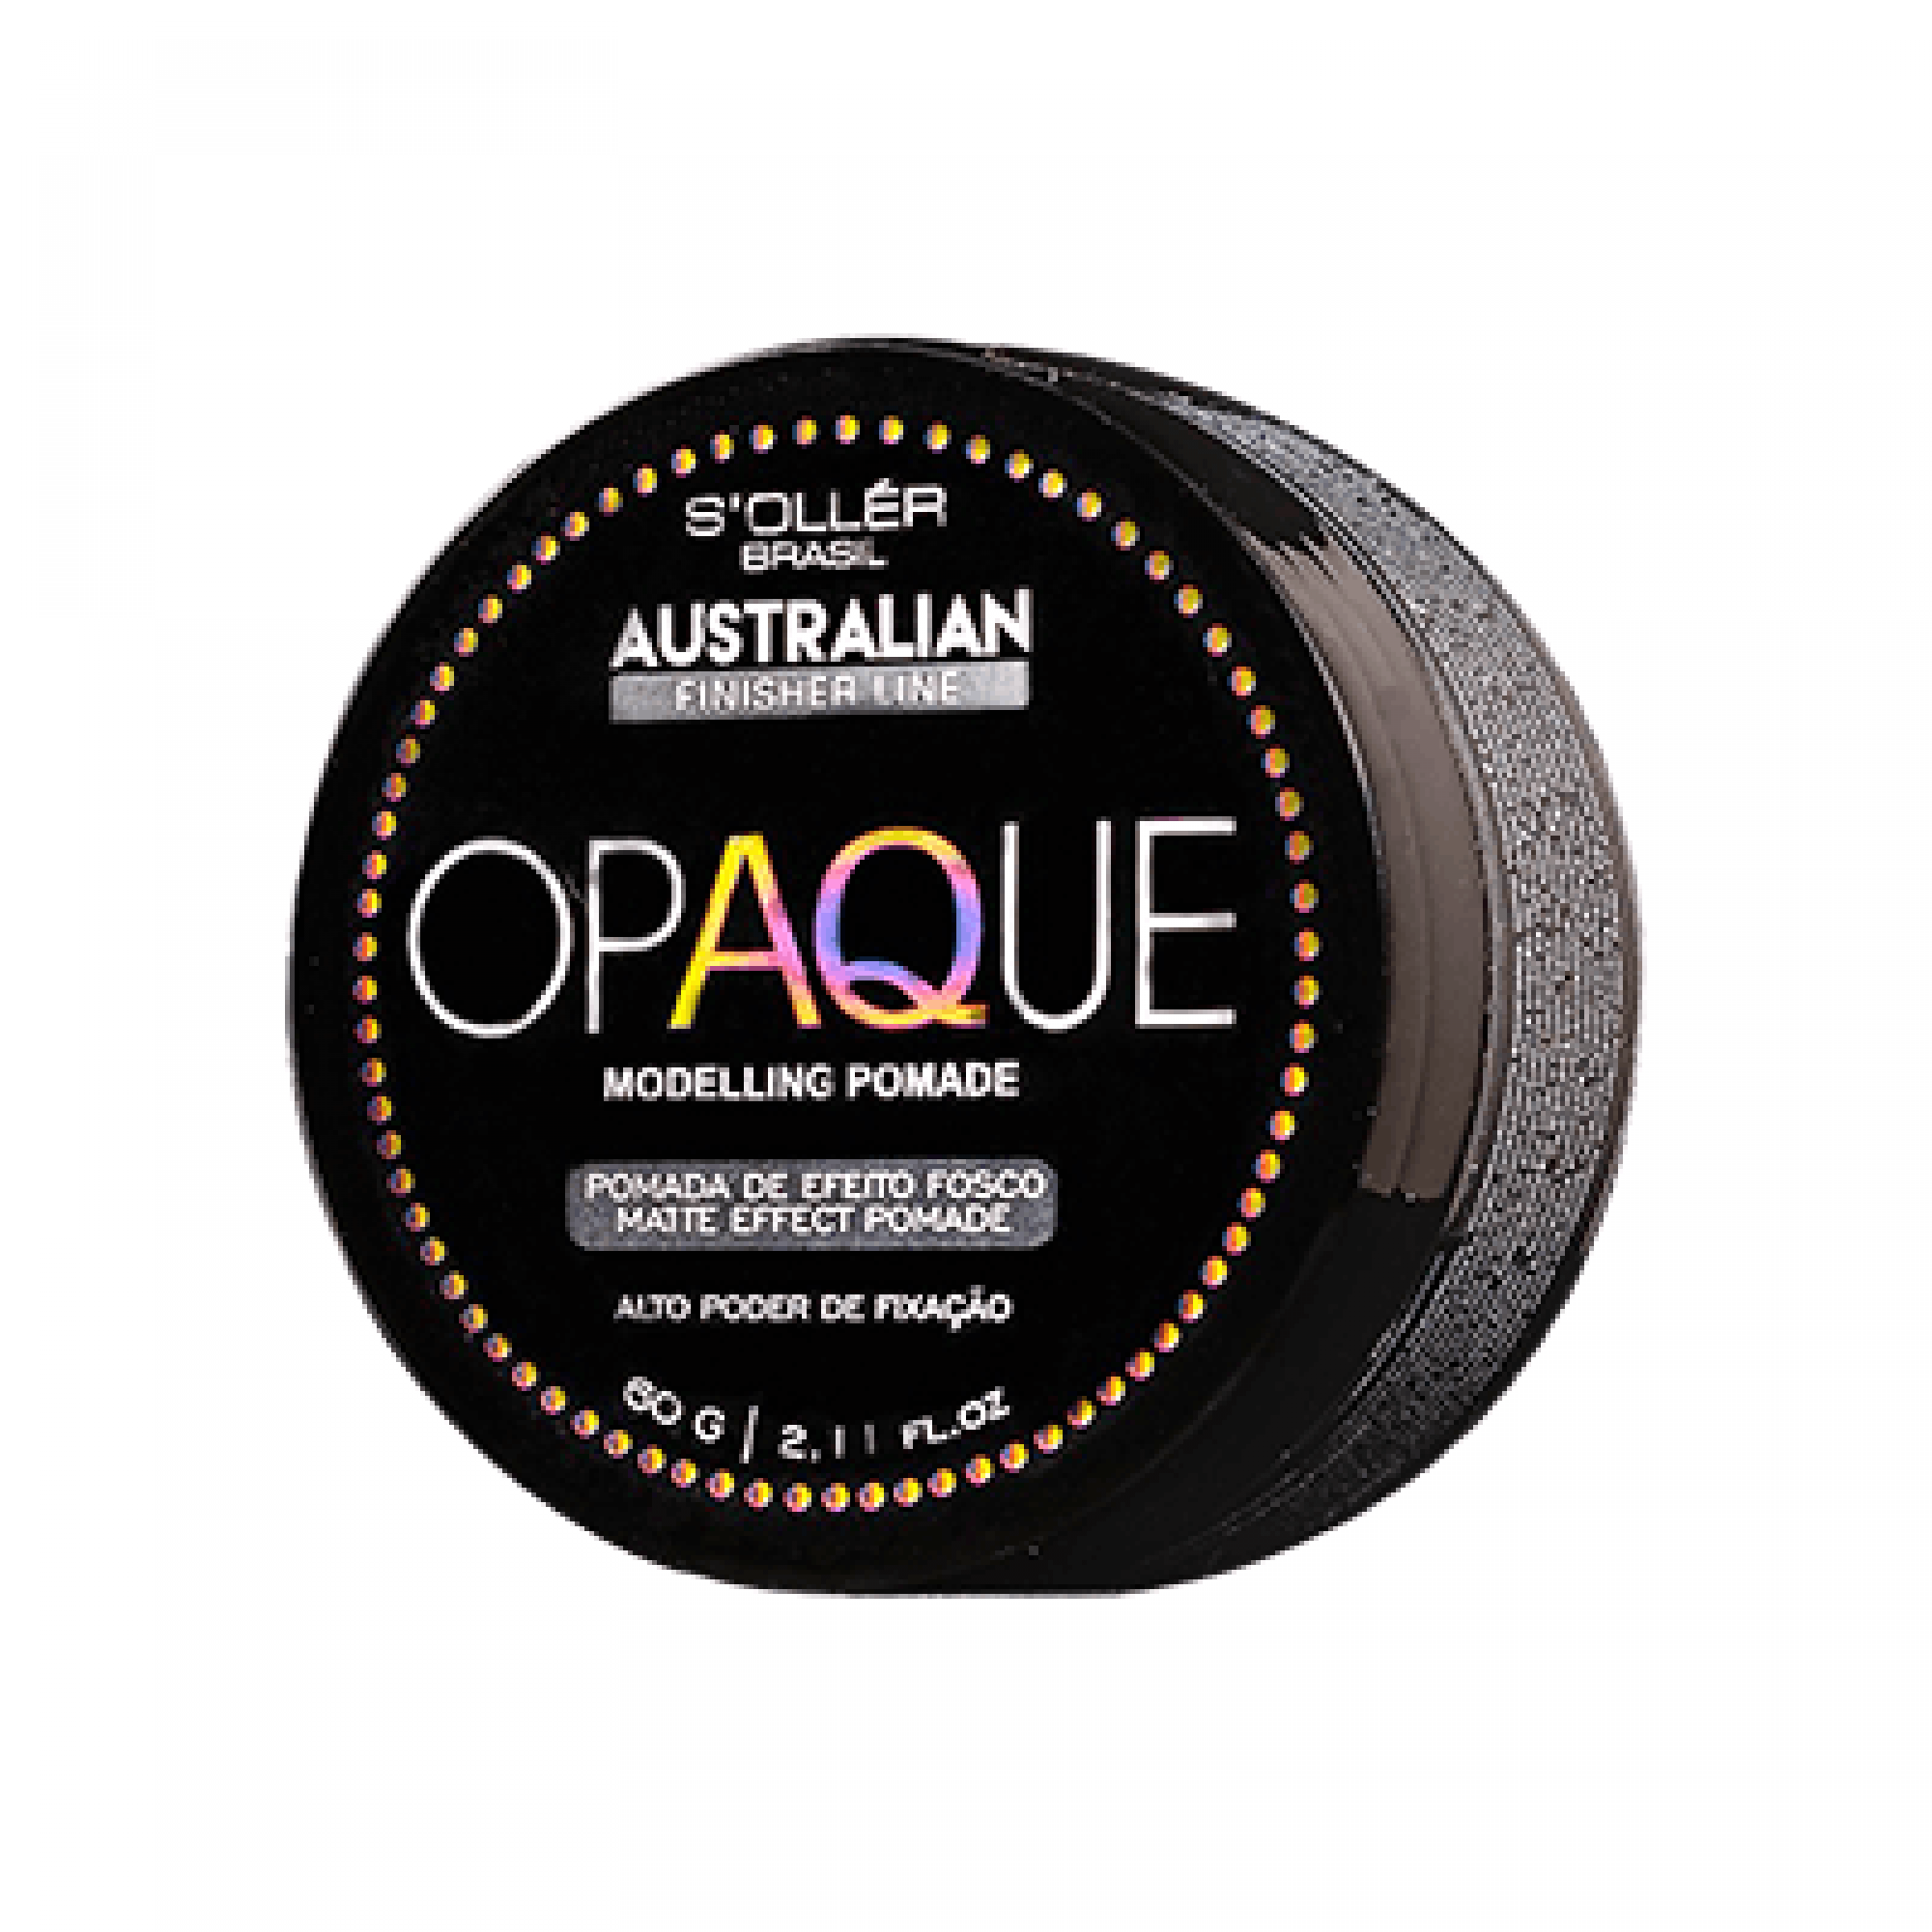 S'OLLÉR
BRASIL
AUSTRALIAN
FINISHER LINE
OPAQUE
MODELLING POMADE
POMADA DE EFEITO FOSCO
MATTE EFFECT POMADE
ALTO PODER DE FIXAÇÃO
60 G | 2.11 FL.OZ